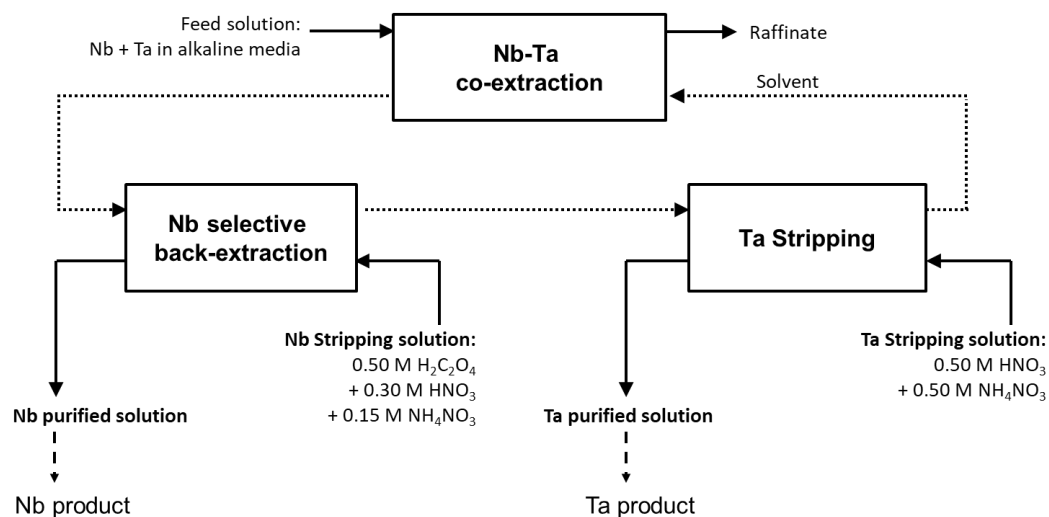 Feed solution:
Nb + Ta in alkaline media
Nb-Ta
co-extraction
Raffinate
Solvent
Nb selective
back-extraction
Ta Stripping
Nb Stripping solution:
0.50 M H₂C₂O₄
+ 0.30 M HNO₃
+ 0.15 M NH₄NO₃
Ta Stripping solution:
0.50 M HNO₃
+ 0.50 M NH₄NO₃
Nb purified solution
Ta purified solution
Nb product
Ta product